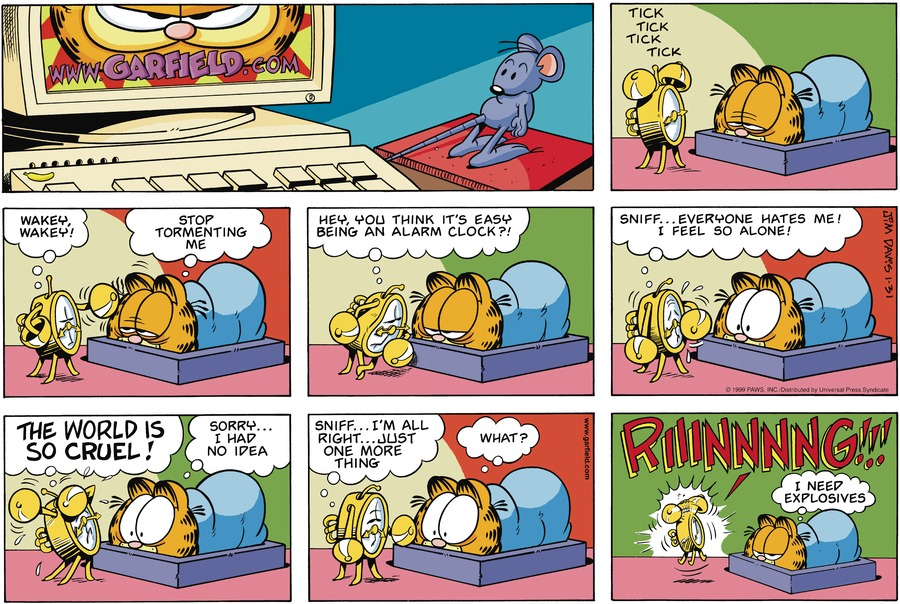 WWW.GARFIELD.COM
TICK
TICK
TICK
TICK
WAKEY,
WAKEY!
STOP
TORMENTING
ME
HEY, YOU THINK IT'S EASY
BEING AN ALARM CLOCK?!
SNIFF...EVERYONE HATES ME!
I FEEL SO ALONE!
JIM DAVIS 1-31
© 1999 PAWS, INC./Distributed by Universal Press Syndicate
THE WORLD IS
SO CRUEL!
SORRY...
I HAD
NO IDEA
SNIFF...I'M ALL
RIGHT...JUST
ONE MORE
THING
WHAT?
www.garfield.com
RIIINNNNNG!!!
I NEED
EXPLOSIVES